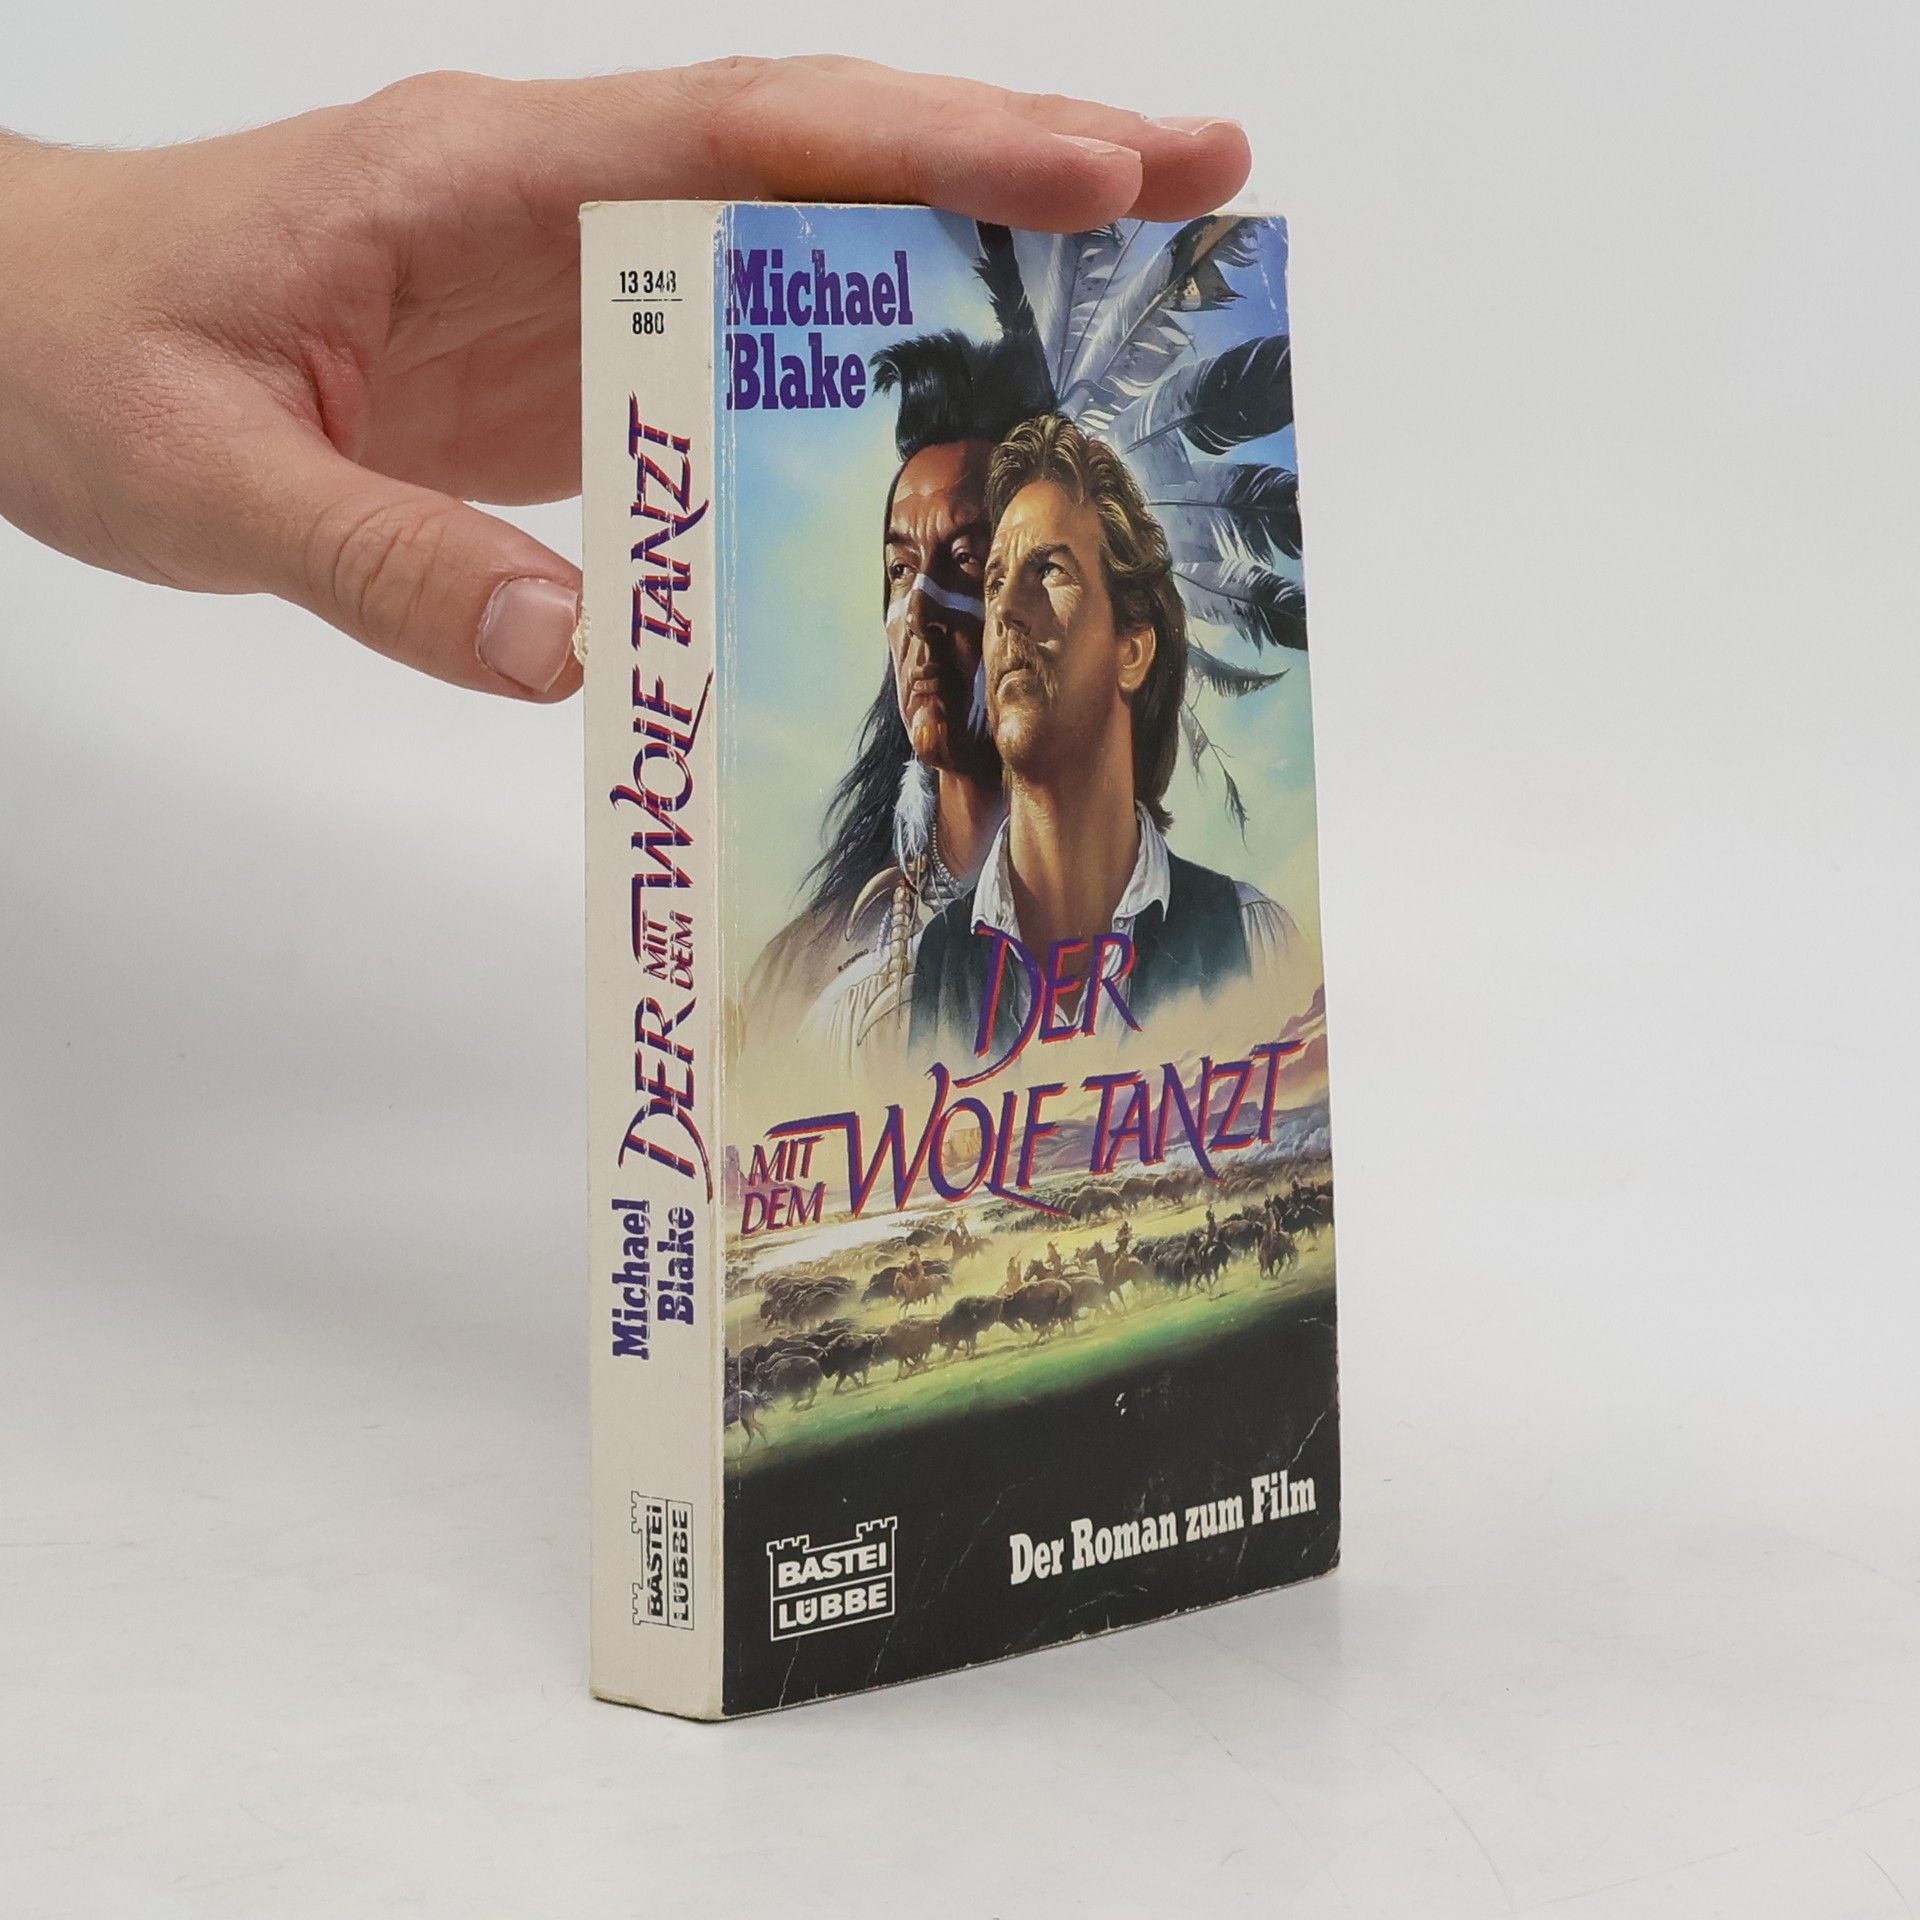 13 348
880
DER MIT DEM WOLF TANZT
Michael
Blake
BASTEI
LÜBBE
Michael
Blake
DER
MIT
DEM WOLF TANZT
BASTEI
LÜBBE
Der Roman zum Film